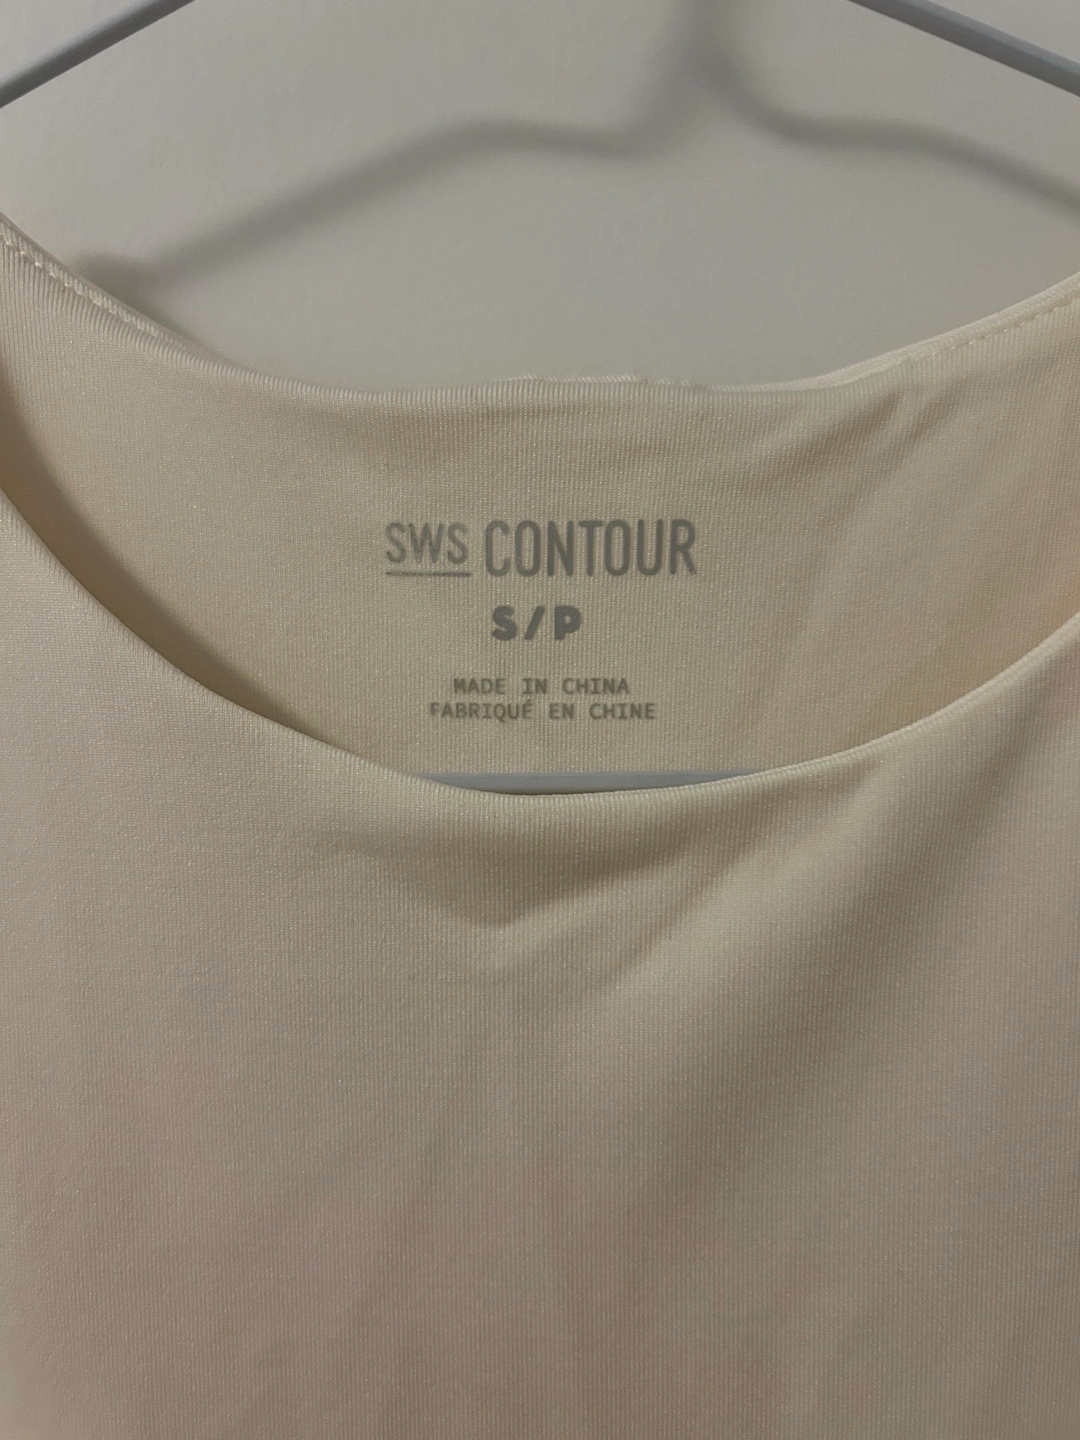 SWS CONTOUR
S/P
MADE IN CHINA
FABRIQUÉ EN CHINE